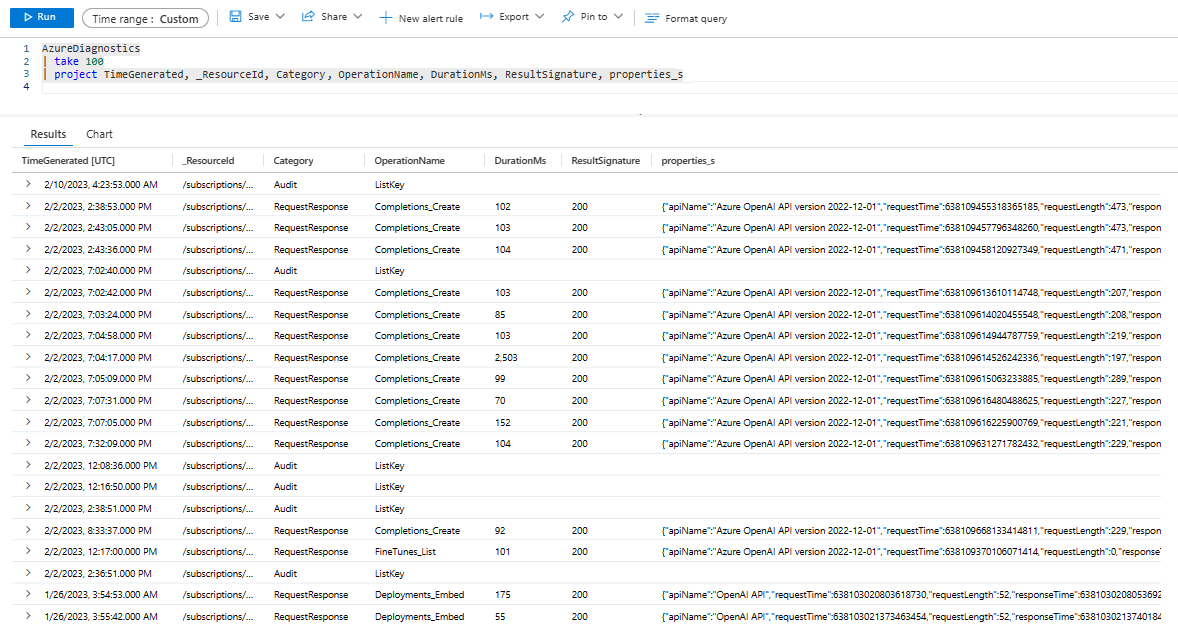 Run Time range : Custom Save Share New alert rule Export Pin to Format query
1 AzureDiagnostics
2 | take 100
3 | project TimeGenerated, _ResourceId, Category, OperationName, DurationMs, ResultSignature, properties_s
4
Results Chart
TimeGenerated [UTC] _ResourceId Category OperationName DurationMs ResultSignature properties_s
2/10/2023, 4:23:53.000 AM /subscriptions/... Audit ListKey
2/2/2023, 2:38:53.000 PM /subscriptions/... RequestResponse Completions_Create 102 200 {"apiName":"Azure OpenAI API version 2022-12-01","requestTime":638109455318365185,"requestLength":473,"respon
2/2/2023, 2:43:05.000 PM /subscriptions/... RequestResponse Completions_Create 103 200 {"apiName":"Azure OpenAI API version 2022-12-01","requestTime":638109457796348260,"requestLength":473,"respon
2/2/2023, 2:43:36.000 PM /subscriptions/... RequestResponse Completions_Create 104 200 {"apiName":"Azure OpenAI API version 2022-12-01","requestTime":638109458120927349,"requestLength":471,"respon
2/2/2023, 7:02:40.000 PM /subscriptions/... Audit ListKey
2/2/2023, 7:02:42.000 PM /subscriptions/... RequestResponse Completions_Create 103 200 {"apiName":"Azure OpenAI API version 2022-12-01","requestTime":638109613610114748,"requestLength":207,"respon
2/2/2023, 7:03:24.000 PM /subscriptions/... RequestResponse Completions_Create 85 200 {"apiName":"Azure OpenAI API version 2022-12-01","requestTime":638109614020455548,"requestLength":208,"respon
2/2/2023, 7:04:58.000 PM /subscriptions/... RequestResponse Completions_Create 103 200 {"apiName":"Azure OpenAI API version 2022-12-01","requestTime":638109614944787759,"requestLength":219,"respon
2/2/2023, 7:04:17.000 PM /subscriptions/... RequestResponse Completions_Create 2,503 200 {"apiName":"Azure OpenAI API version 2022-12-01","requestTime":638109614526242336,"requestLength":197,"respon
2/2/2023, 7:05:09.000 PM /subscriptions/... RequestResponse Completions_Create 99 200 {"apiName":"Azure OpenAI API version 2022-12-01","requestTime":638109615063233885,"requestLength":289,"respon
2/2/2023, 7:07:31.000 PM /subscriptions/... RequestResponse Completions_Create 70 200 {"apiName":"Azure OpenAI API version 2022-12-01","requestTime":638109616480488625,"requestLength":227,"respon
2/2/2023, 7:07:05.000 PM /subscriptions/... RequestResponse Completions_Create 152 200 {"apiName":"Azure OpenAI API version 2022-12-01","requestTime":638109616225900769,"requestLength":221,"respon
2/2/2023, 7:32:09.000 PM /subscriptions/... RequestResponse Completions_Create 104 200 {"apiName":"Azure OpenAI API version 2022-12-01","requestTime":638109631271782432,"requestLength":229,"respon
2/2/2023, 12:08:36.000 PM /subscriptions/... Audit ListKey
2/2/2023, 12:16:50.000 PM /subscriptions/... Audit ListKey
2/2/2023, 2:38:51.000 PM /subscriptions/... Audit ListKey
2/2/2023, 8:33:37.000 PM /subscriptions/... RequestResponse Completions_Create 92 200 {"apiName":"Azure OpenAI API version 2022-12-01","requestTime":638109668133414811,"requestLength":229,"respon
2/2/2023, 12:17:00.000 PM /subscriptions/... RequestResponse FineTunes_List 101 200 {"apiName":"Azure OpenAI API version 2022-12-01","requestTime":638109370106071414,"requestLength":0,"response
2/2/2023, 2:36:51.000 PM /subscriptions/... Audit ListKey
1/26/2023, 3:54:53.000 AM /subscriptions/... RequestResponse Deployments_Embed 175 200 {"apiName":"OpenAI API","requestTime":638103020803618730,"requestLength":52,"responseTime":6381030208053692
1/26/2023, 3:55:42.000 AM /subscriptions/... RequestResponse Deployments_Embed 55 200 {"apiName":"OpenAI API","requestTime":638103021373463454,"requestLength":52,"responseTime":6381030213740184